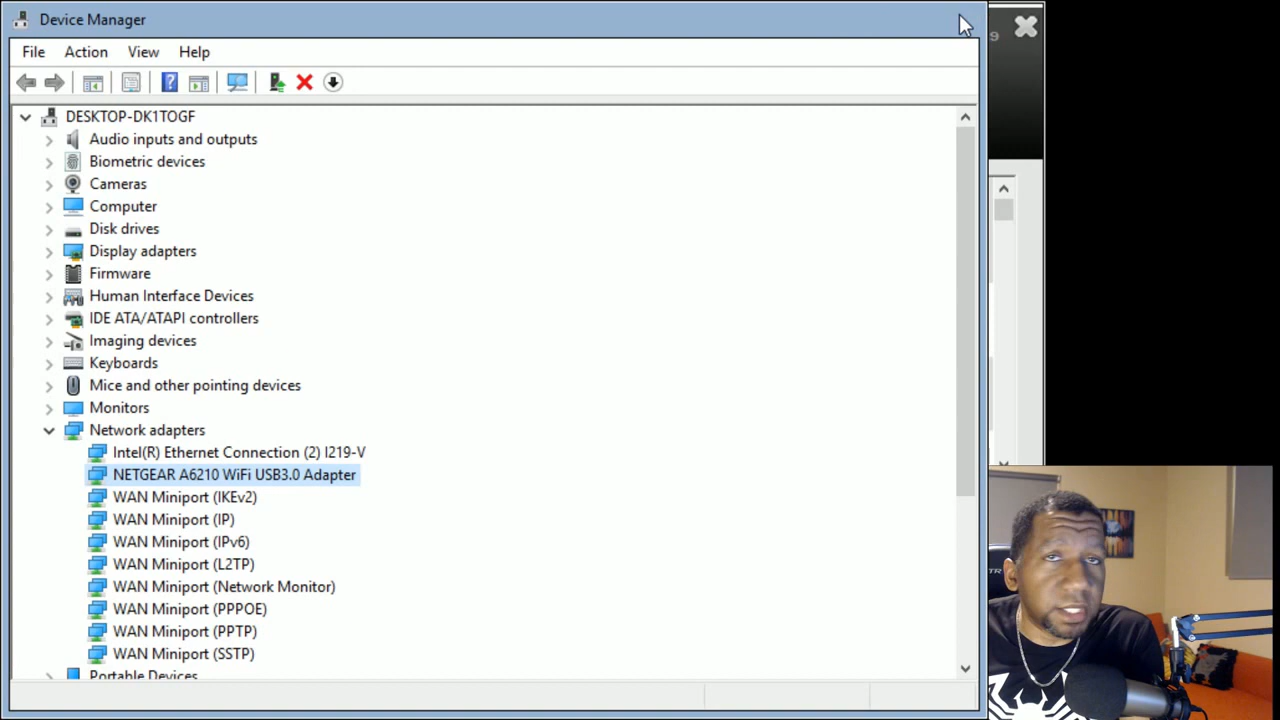 Device Manager
File Action View Help
DESKTOP-DK1TOGF
Audio inputs and outputs
Biometric devices
Cameras
Computer
Disk drives
Display adapters
Firmware
Human Interface Devices
IDE ATA/ATAPI controllers
Imaging devices
Keyboards
Mice and other pointing devices
Monitors
Network adapters
Intel(R) Ethernet Connection (2) I219-V
NETGEAR A6210 WiFi USB3.0 Adapter
WAN Miniport (IKEv2)
WAN Miniport (IP)
WAN Miniport (IPv6)
WAN Miniport (L2TP)
WAN Miniport (Network Monitor)
WAN Miniport (PPPOE)
WAN Miniport (PPTP)
WAN Miniport (SSTP)
Portable Devices